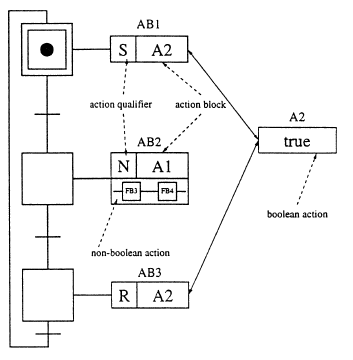 AB1
S A2
action qualifier
action block
A2
true
AB2
N A1
FB3 FB4
boolean action
non-boolean action
AB3
R A2